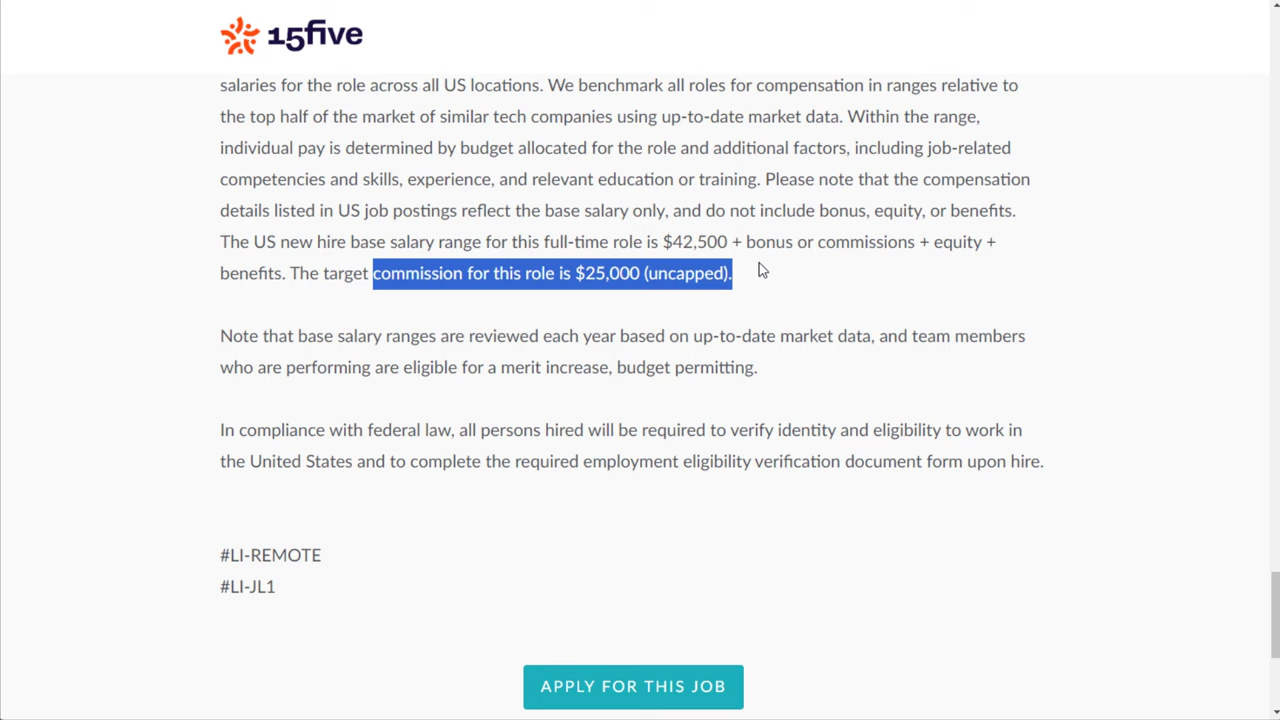 15five
salaries for the role across all US locations. We benchmark all roles for compensation in ranges relative to
the top half of the market of similar tech companies using up-to-date market data. Within the range,
individual pay is determined by budget allocated for the role and additional factors, including job-related
competencies and skills, experience, and relevant education or training. Please note that the compensation
details listed in US job postings reflect the base salary only, and do not include bonus, equity, or benefits.
The US new hire base salary range for this full-time role is $42,500 + bonus or commissions + equity +
benefits. The target commission for this role is $25,000 (uncapped).
Note that base salary ranges are reviewed each year based on up-to-date market data, and team members
who are performing are eligible for a merit increase, budget permitting.
In compliance with federal law, all persons hired will be required to verify identity and eligibility to work in
the United States and to complete the required employment eligibility verification document form upon hire.
#LI-REMOTE
#LI-JL1
APPLY FOR THIS JOB